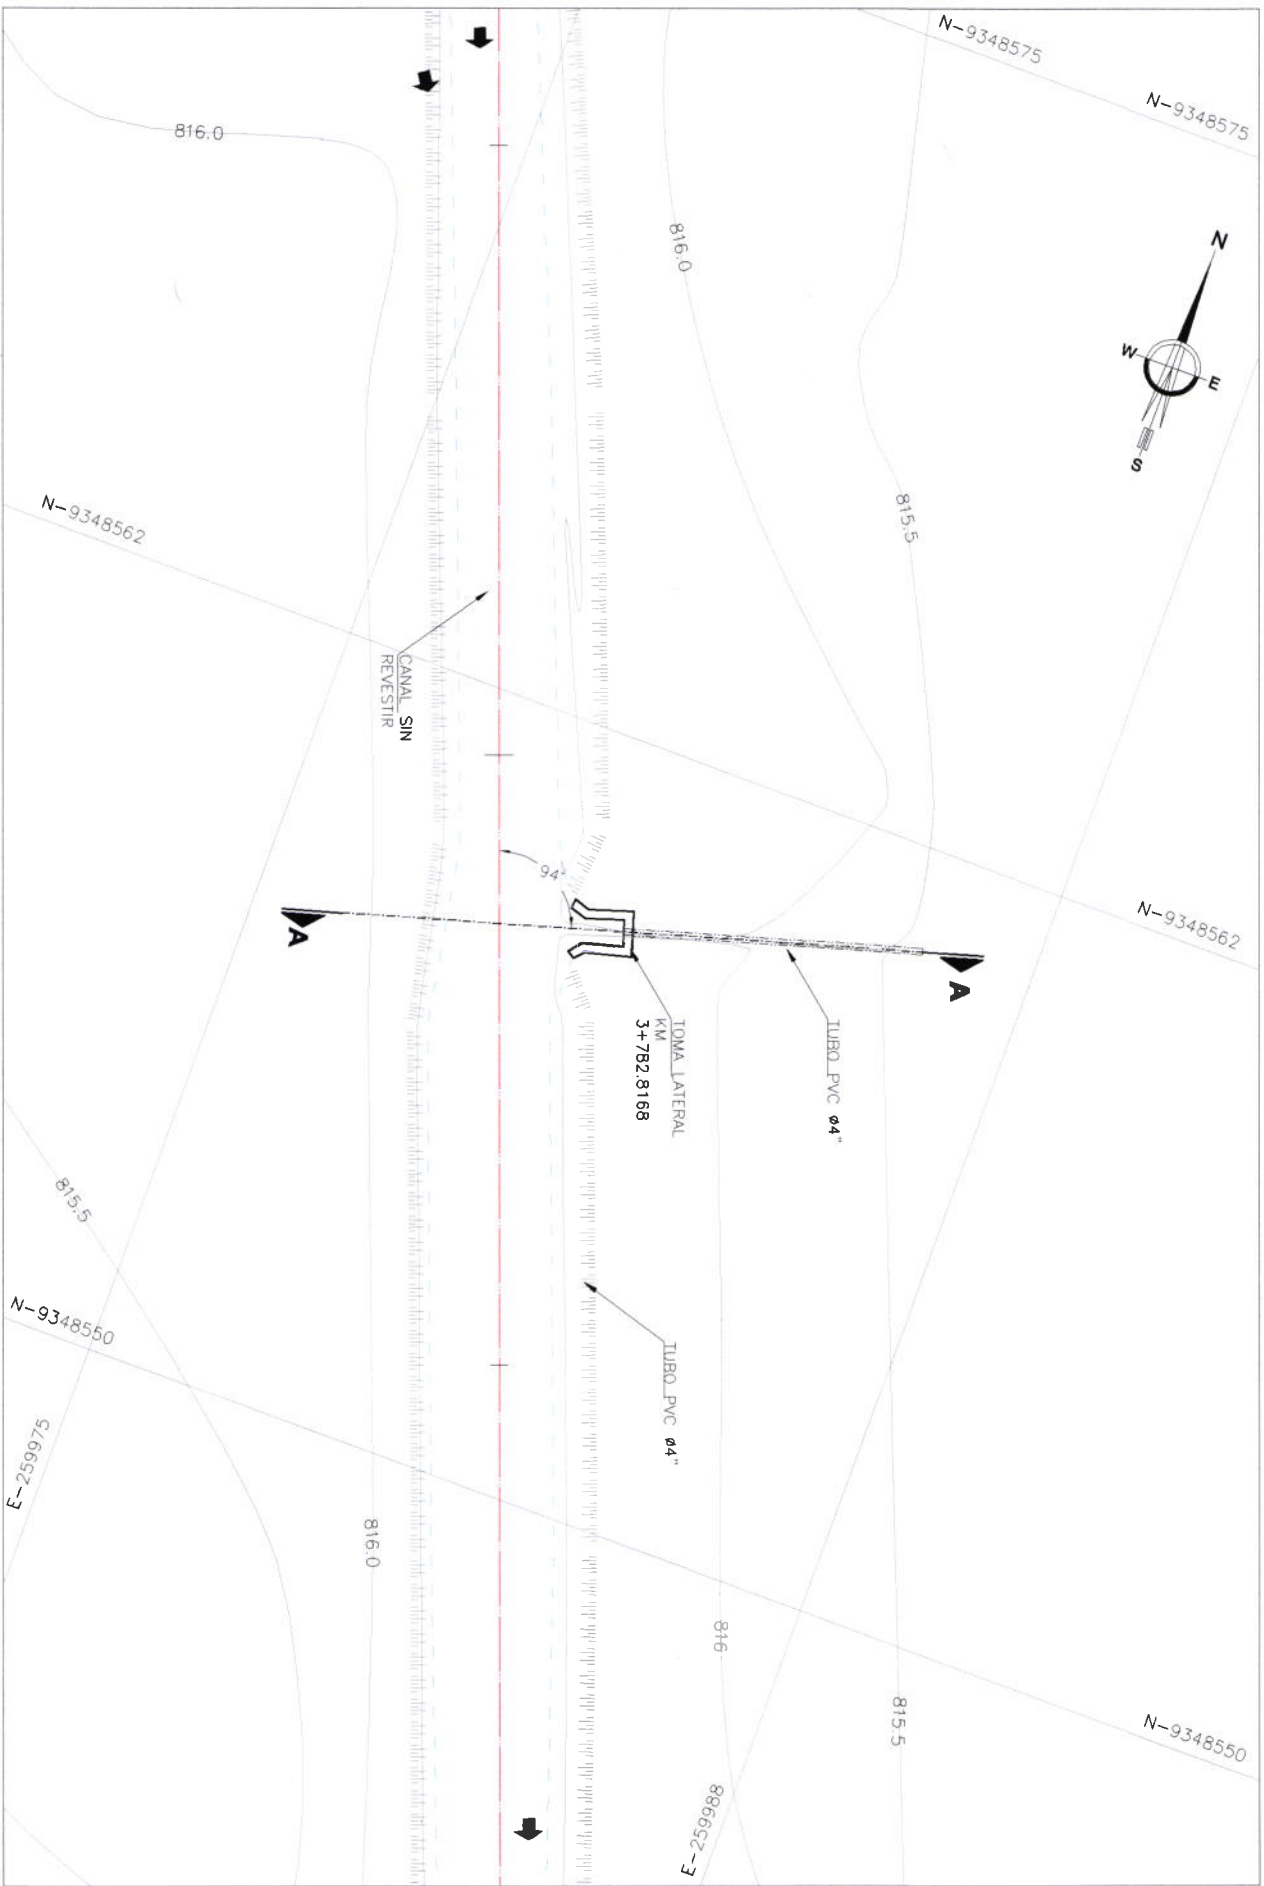 N-9348575
N-9348575
816.0
816.0
N
W
E
S
N-9348562
815.5
CANAL SIN
REVESTIR
94°
N-9348562
A
A
TOMA LATERAL
KM
3+782.8168
TUBO PVC ø4"
815.5
N-9348550
TUBO PVC ø4"
E-259975
816.0
816
815.5
N-9348550
E-259988